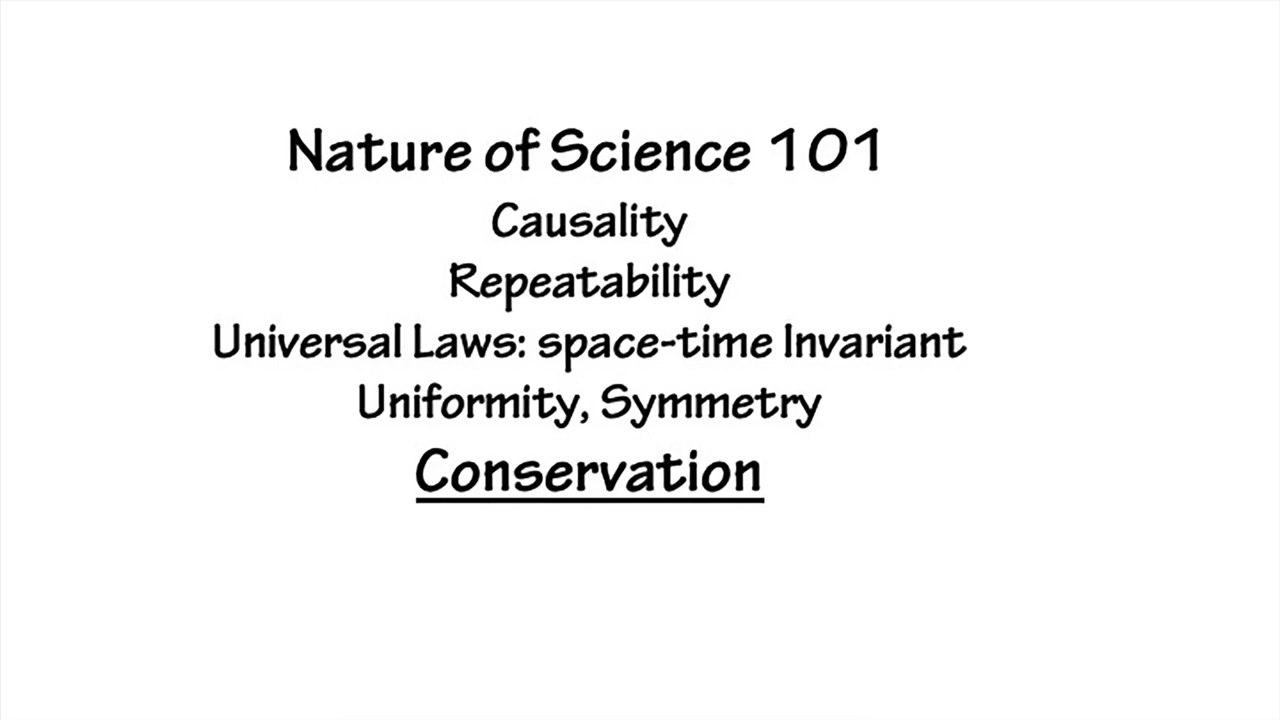 Nature of Science 101
Causality
Repeatability
Universal Laws: space-time Invariant
Uniformity, Symmetry
Conservation